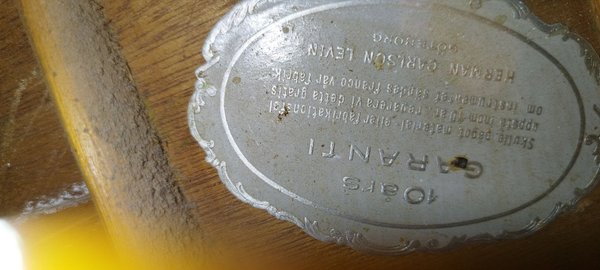 10 års
GARANTI
Skulle något material- eller fabrikationsfel
uppstå inom 10 år, reparera vi detta gratis,
om instrumentet sändas franco vår fabrik.
HERMAN CARLSON LEVIN
GÖTEBORG